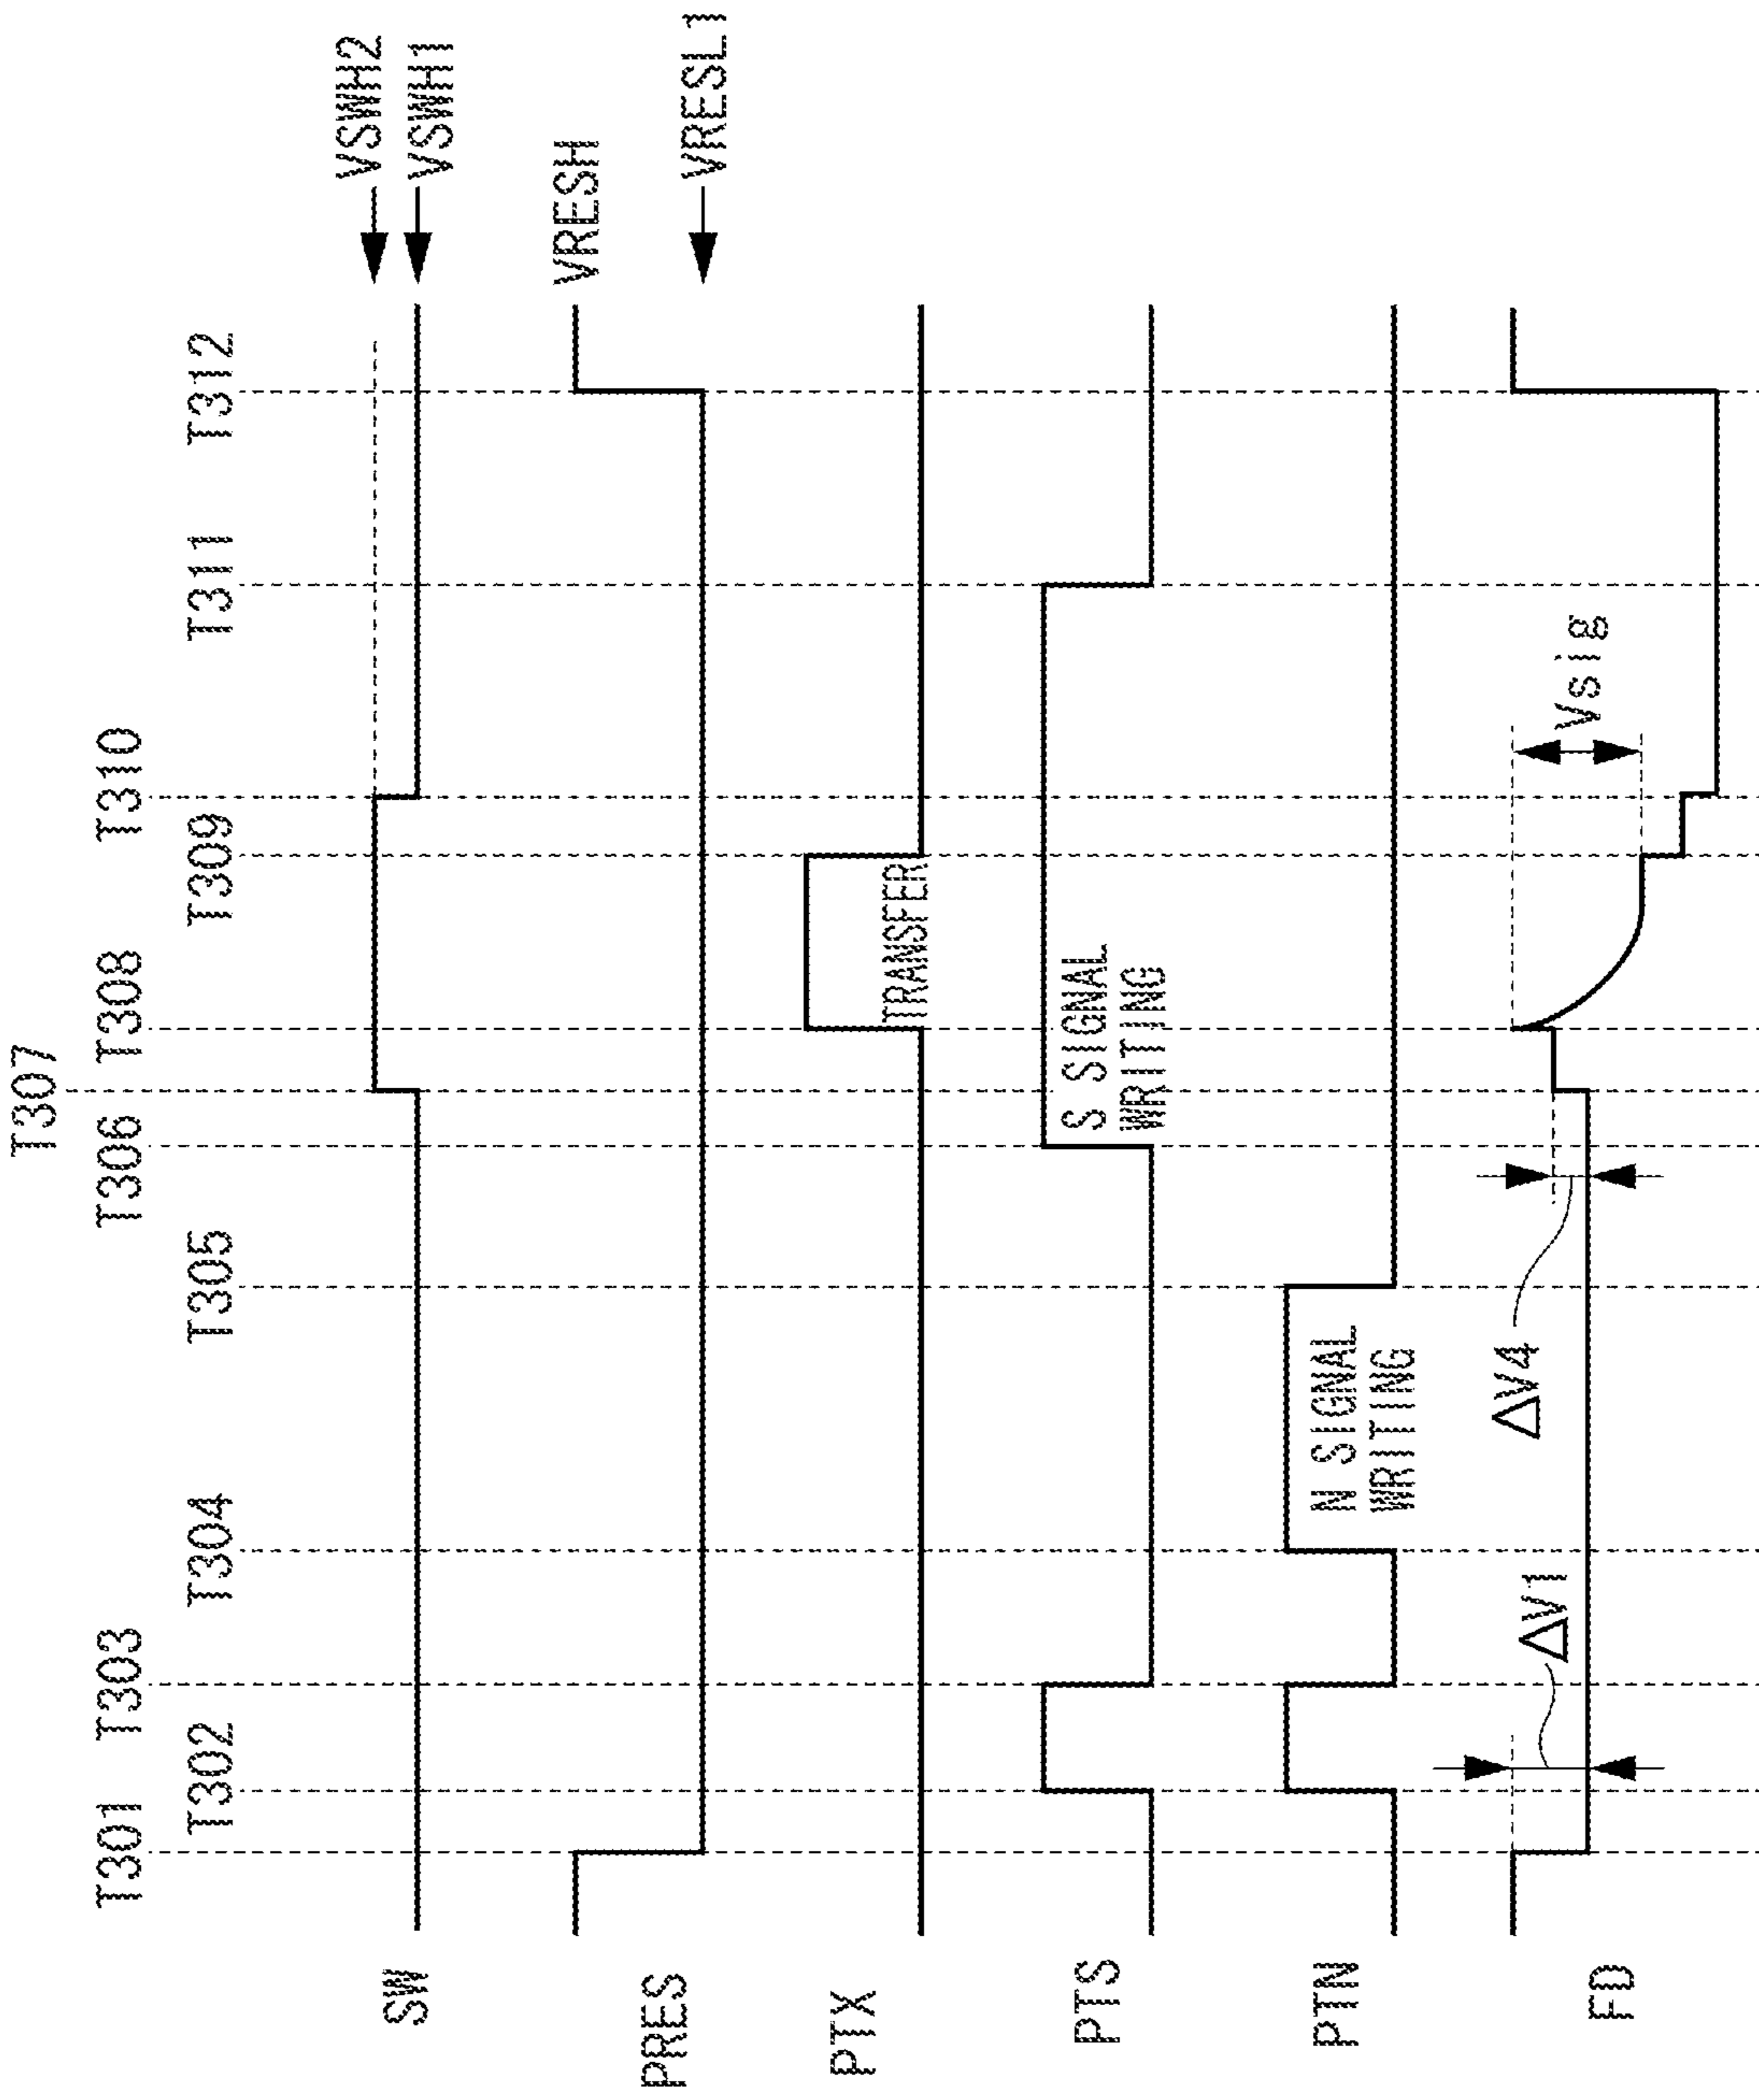 T307
T301 T303 T306 T308 T310
T302 T304 T305 T309 T311 T312
SW
VSWH2
VSWH1
PRES
VRESH
VRESL1
PTX
TRANSFER
PTS
S SIGNAL
WRITING
PTN
N SIGNAL
WRITING
FD
ΔV1
ΔV4
Vsig